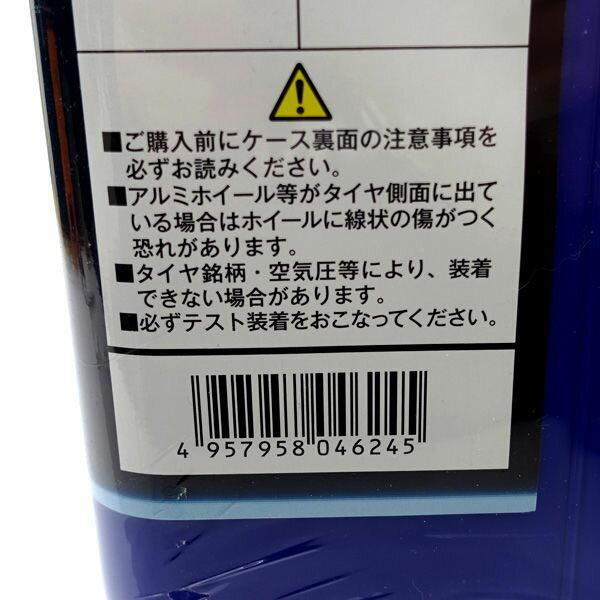 ■ご購入前にケース裏面の注意事項を
必ずお読みください。
■アルミホイール等がタイヤ側面に出て
いる場合はホイールに線状の傷がつく
恐れがあります。
■タイヤ銘柄・空気圧等により、装着
できない場合があります。
■必ずテスト装着をおこなってください。
4 957958 046245